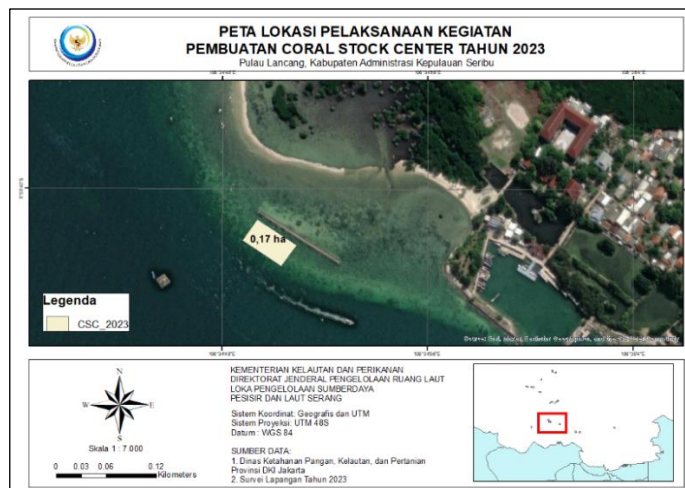 PETA LOKASI PELAKSANAAN KEGIATAN
PEMBUATAN CORAL STOCK CENTER TAHUN 2023
Pulau Lancang, Kabupaten Administrasi Kepulauan Seribu
0,17 ha
Legenda
CSC_2023
N
W
E
S
Skala 1 : 7.000
0 0.03 0.06 0.12
Kilometers
KEMENTERIAN KELAUTAN DAN PERIKANAN
DIREKTORAT JENDERAL PENGELOLAAN RUANG LAUT
LOKA PENGELOLAAN SUMBERDAYA
PESISIR DAN LAUT SERANG
Sistem Koordinat: Geografis dan UTM
Sistem Proyeksi: UTM 48S
Datum : WGS 84
SUMBER DATA:
1. Dinas Ketahanan Pangan, Kelautan, dan Pertanian
Provinsi DKI Jakarta
2. Survei Lapangan Tahun 2023